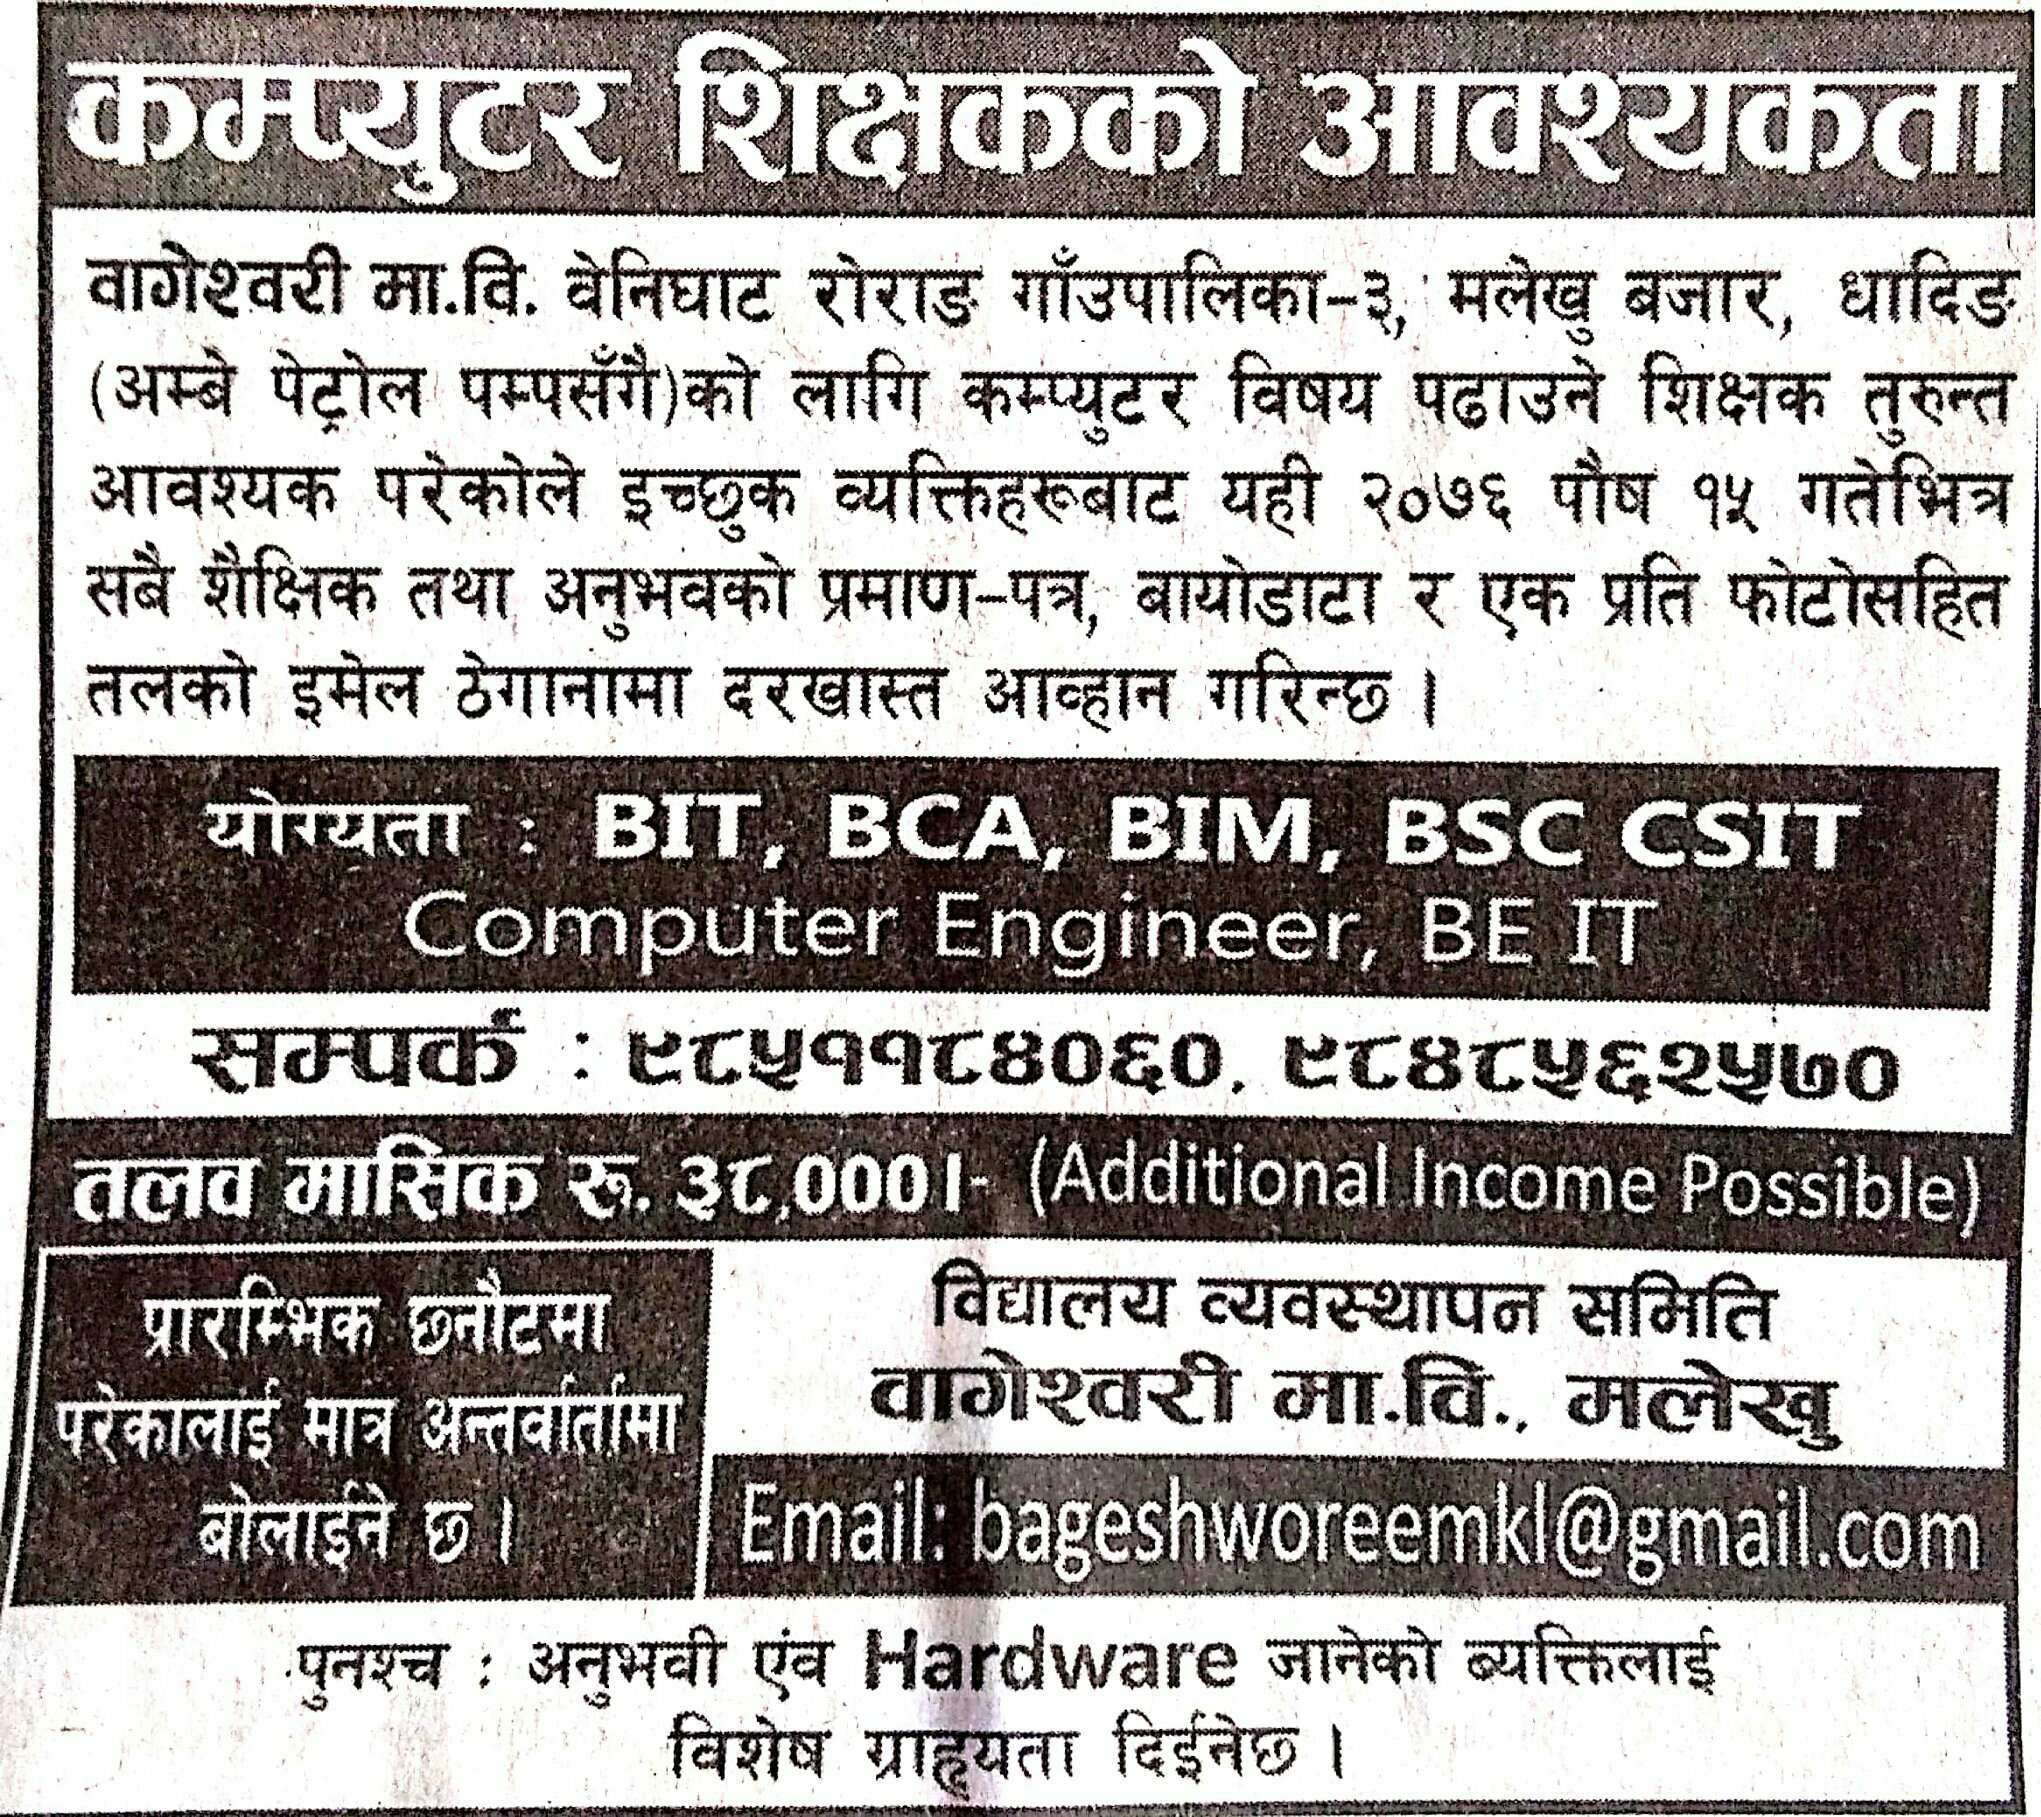 कम्प्युटर शिक्षकको आवश्यकता
वागेश्वरी मा.वि. वेनिघाट रोराङ गाँउपालिका-३, मलेखु बजार, धादिङ
(अम्बे पेट्रोल पम्पसँगै)को लागि कम्प्युटर विषय पढाउने शिक्षक तुरुन्त
आवश्यक परेकोले इच्छुक व्यक्तिहरूबाट यही २०७६ पौष १५ गतेभित्र
सबै शैक्षिक तथा अनुभवको प्रमाण-पत्र, बायोडाटा र एक प्रति फोटोसहित
तलको इमेल ठेगानामा दरखास्त आव्हान गरिन्छ ।
योग्यता : BIT, BCA, BIM, BSC CSIT
Computer Engineer, BE IT
सम्पर्क : ९८५११८४०६०, ९८४८५६२५७०
तलव मासिक रू. ३८,000।- (Additional Income Possible)
प्रारम्भिक छनौटमा
परेकालाई मात्र अन्तर्वार्तामा
बोलाईने छ ।
विद्यालय व्यवस्थापन समिति
वागेश्वरी मा.वि., मलेखु
Email: bageshworeemkl@gmail.com
पुनश्च : अनुभवी एंव Hardware जानेको ब्यक्तिलाई
विशेष ग्राहृयता दिईनेछ ।